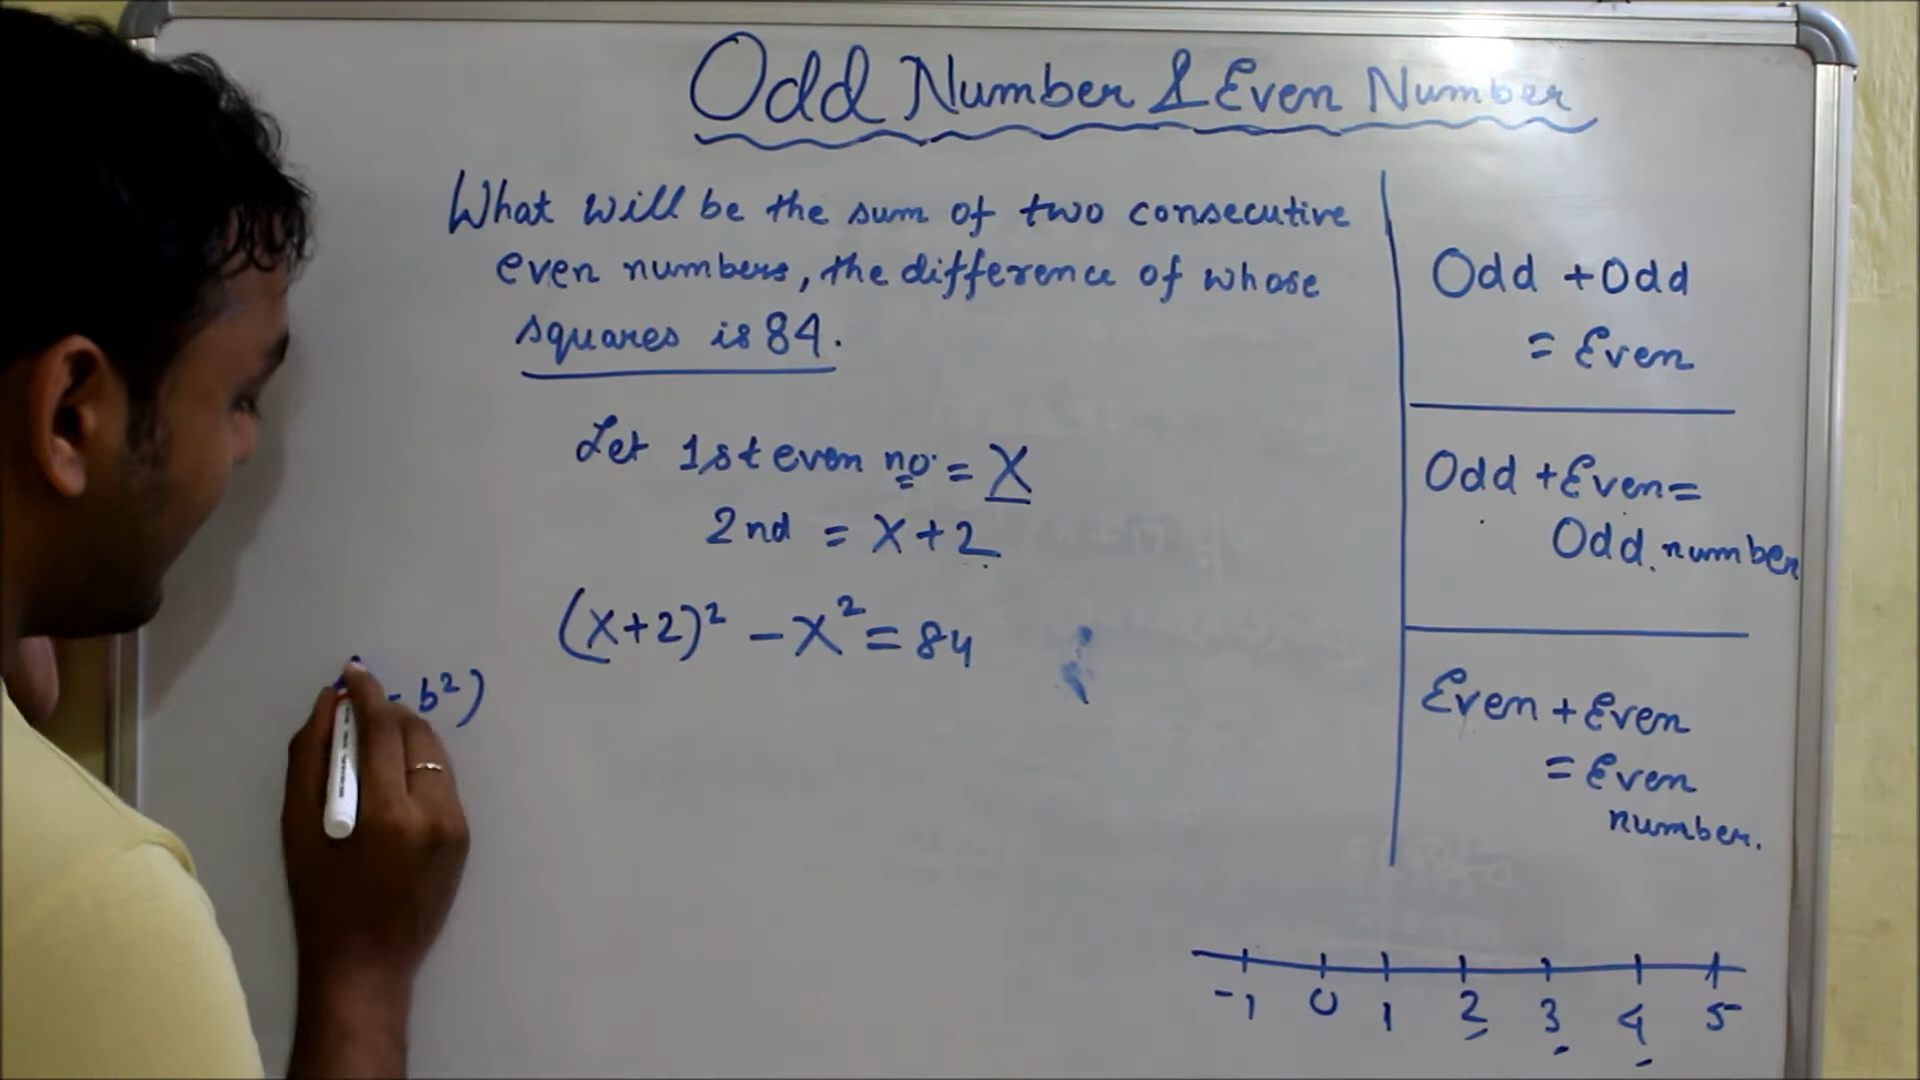 Odd Number & Even Number
What will be the sum of two consecutive
even numbers, the difference of whose
squares is 84.
Let 1st even no. = X
2nd = X+2
(X+2)² - X² = 84
- b²)
Odd + Odd
= Even
Odd + Even =
Odd number
Even + Even
= Even
number.
-1 0 1 2 3 4 5